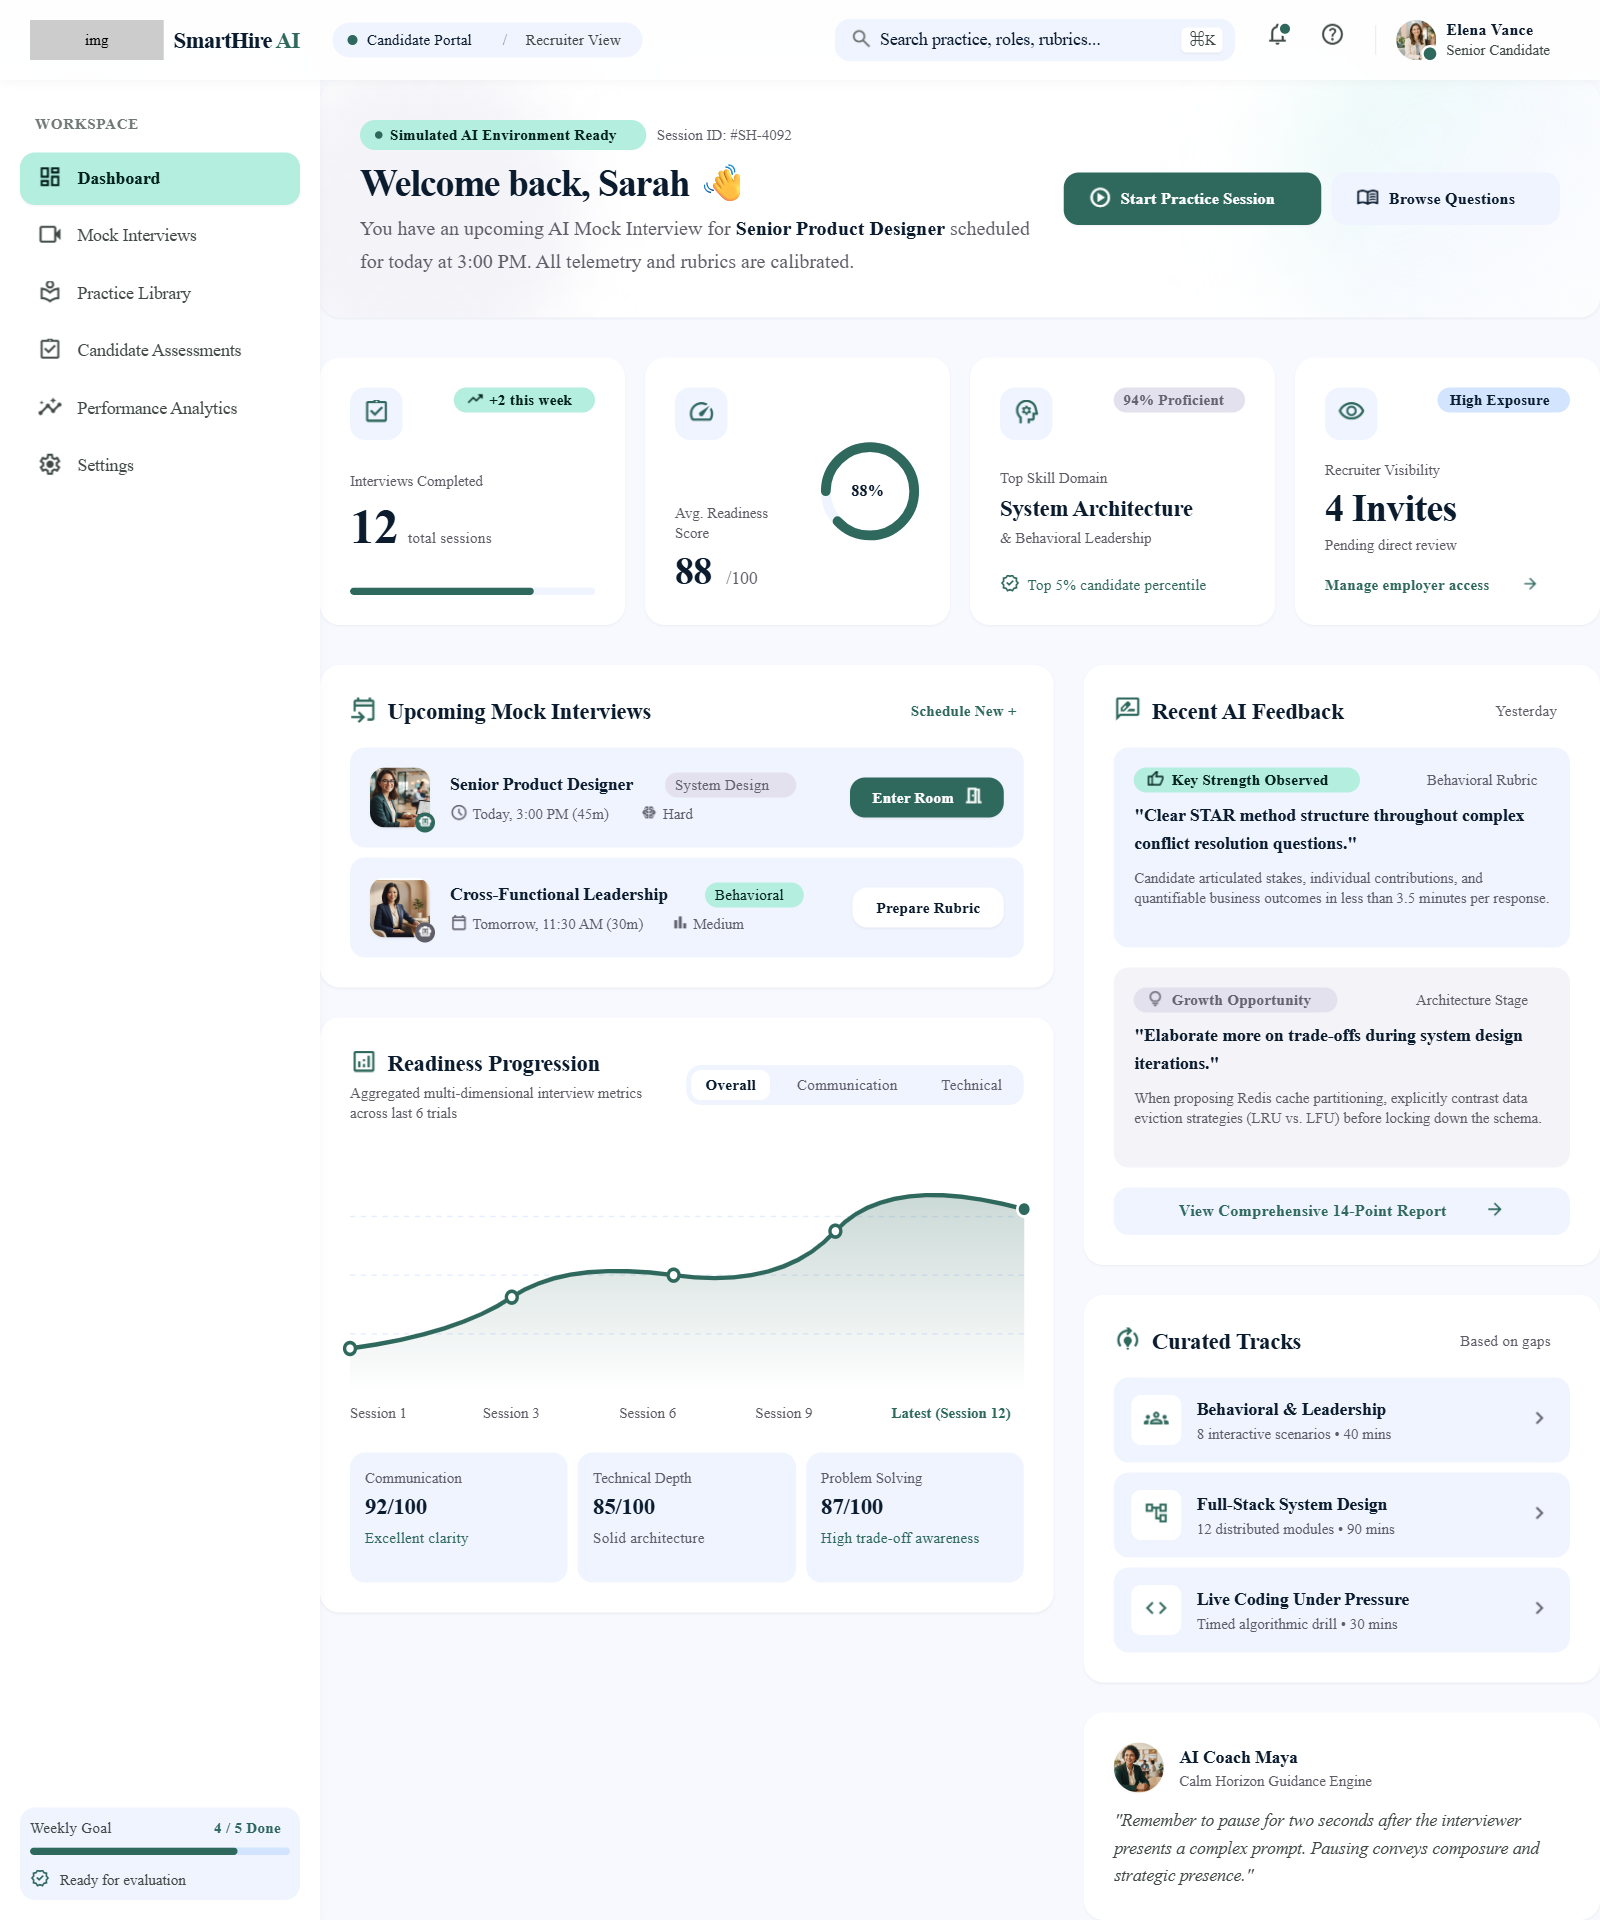 img
SmartHire AI
Candidate Portal / Recruiter View
Search practice, roles, rubrics...
⌘K
Elena Vance
Senior Candidate
WORKSPACE
Dashboard
Mock Interviews
Practice Library
Candidate Assessments
Performance Analytics
Settings
Weekly Goal
4 / 5 Done
Ready for evaluation
Simulated AI Environment Ready
Session ID: #SH-4092
Welcome back, Sarah 👋
You have an upcoming AI Mock Interview for Senior Product Designer scheduled
for today at 3:00 PM. All telemetry and rubrics are calibrated.
Start Practice Session
Browse Questions
+2 this week
Interviews Completed
12 total sessions
Avg. Readiness
Score
88 /100
88%
94% Proficient
Top Skill Domain
System Architecture
& Behavioral Leadership
Top 5% candidate percentile
High Exposure
Recruiter Visibility
4 Invites
Pending direct review
Manage employer access
Upcoming Mock Interviews
Schedule New +
Senior Product Designer
System Design
Today, 3:00 PM (45m)
Hard
Enter Room
Cross-Functional Leadership
Behavioral
Tomorrow, 11:30 AM (30m)
Medium
Prepare Rubric
Readiness Progression
Aggregated multi-dimensional interview metrics
across last 6 trials
Overall
Communication
Technical
Session 1
Session 3
Session 6
Session 9
Latest (Session 12)
Communication
92/100
Excellent clarity
Technical Depth
85/100
Solid architecture
Problem Solving
87/100
High trade-off awareness
Recent AI Feedback
Yesterday
Key Strength Observed
Behavioral Rubric
"Clear STAR method structure throughout complex
conflict resolution questions."
Candidate articulated stakes, individual contributions, and
quantifiable business outcomes in less than 3.5 minutes per response.
Growth Opportunity
Architecture Stage
"Elaborate more on trade-offs during system design
iterations."
When proposing Redis cache partitioning, explicitly contrast data
eviction strategies (LRU vs. LFU) before locking down the schema.
View Comprehensive 14-Point Report
Curated Tracks
Based on gaps
Behavioral & Leadership
8 interactive scenarios • 40 mins
Full-Stack System Design
12 distributed modules • 90 mins
Live Coding Under Pressure
Timed algorithmic drill • 30 mins
AI Coach Maya
Calm Horizon Guidance Engine
"Remember to pause for two seconds after the interviewer
presents a complex prompt. Pausing conveys composure and
strategic presence."